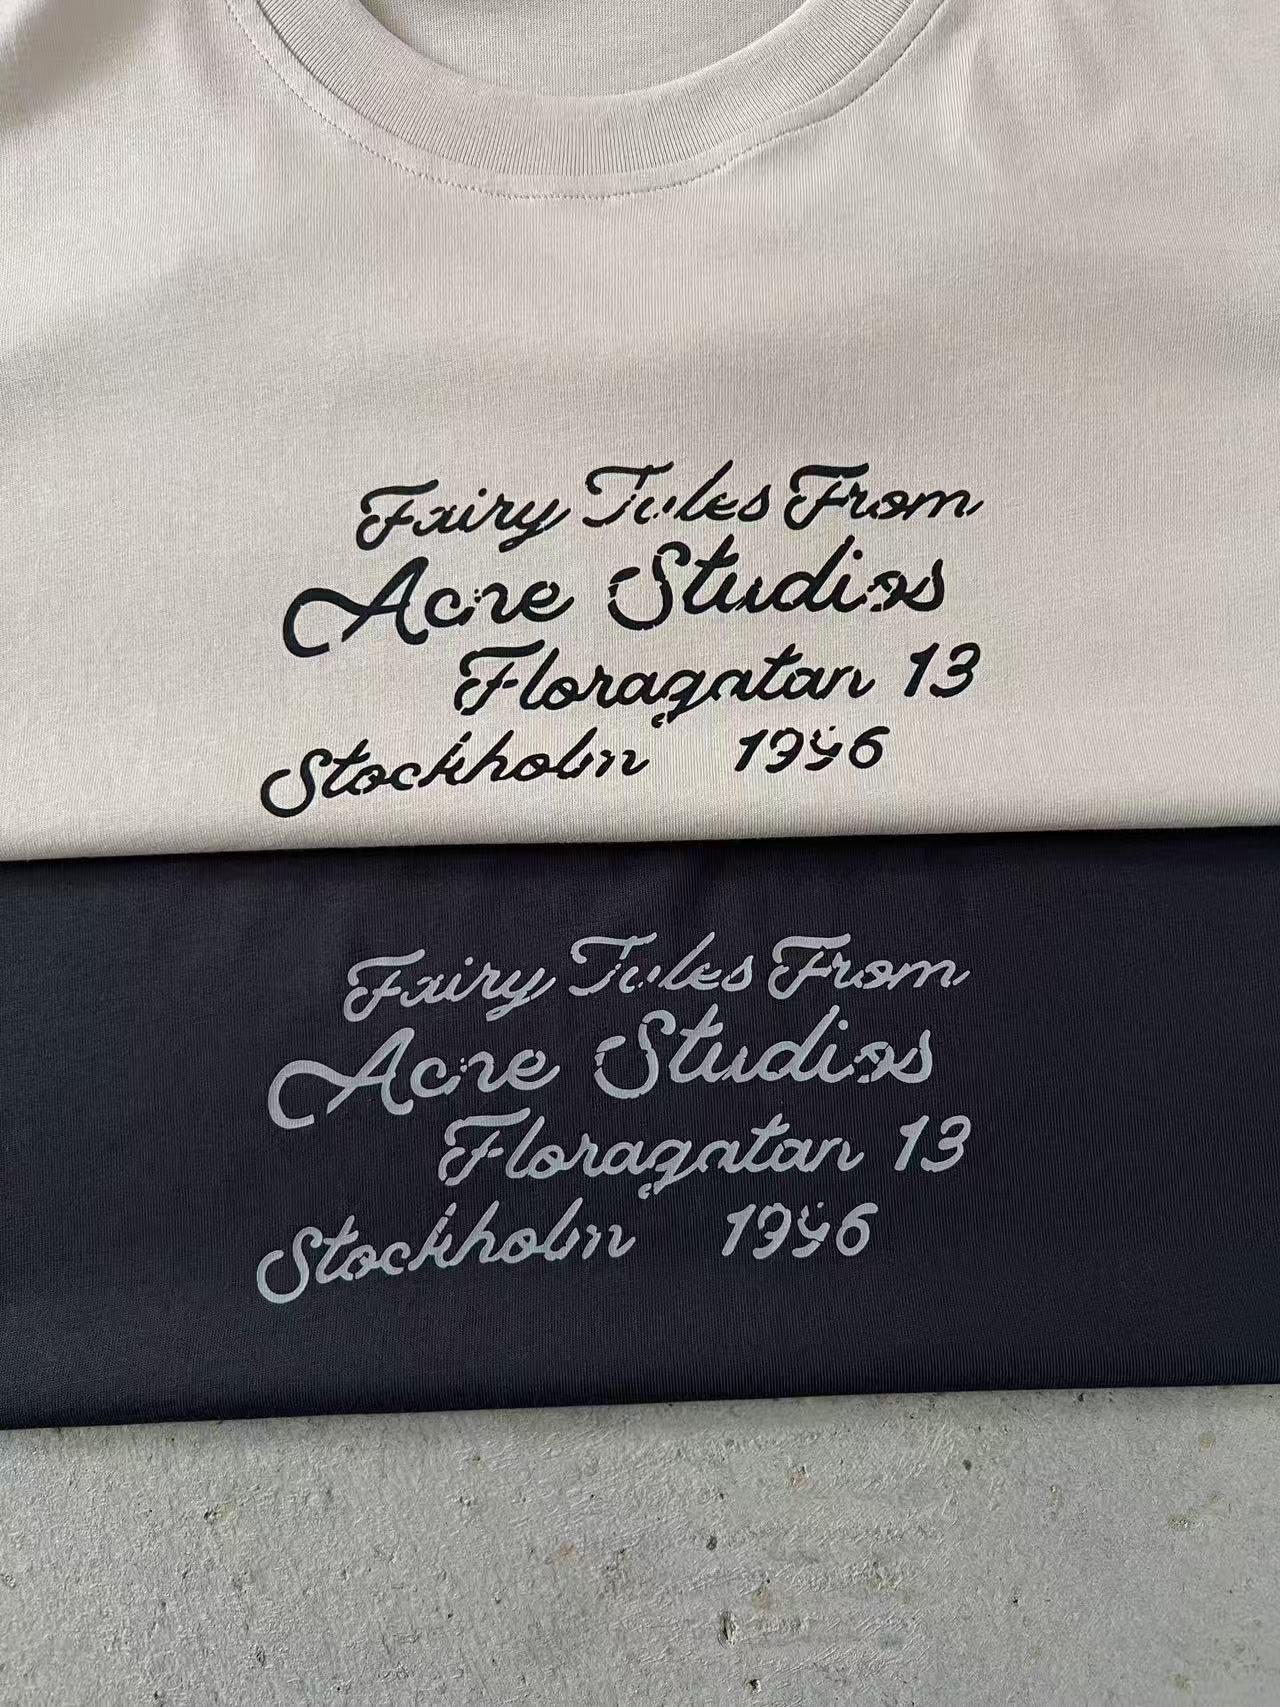 Fairy Tales From
Acne Studios
Floragatan 13
Stockholm 1996
Fairy Tales From
Acne Studios
Floragatan 13
Stockholm 1996